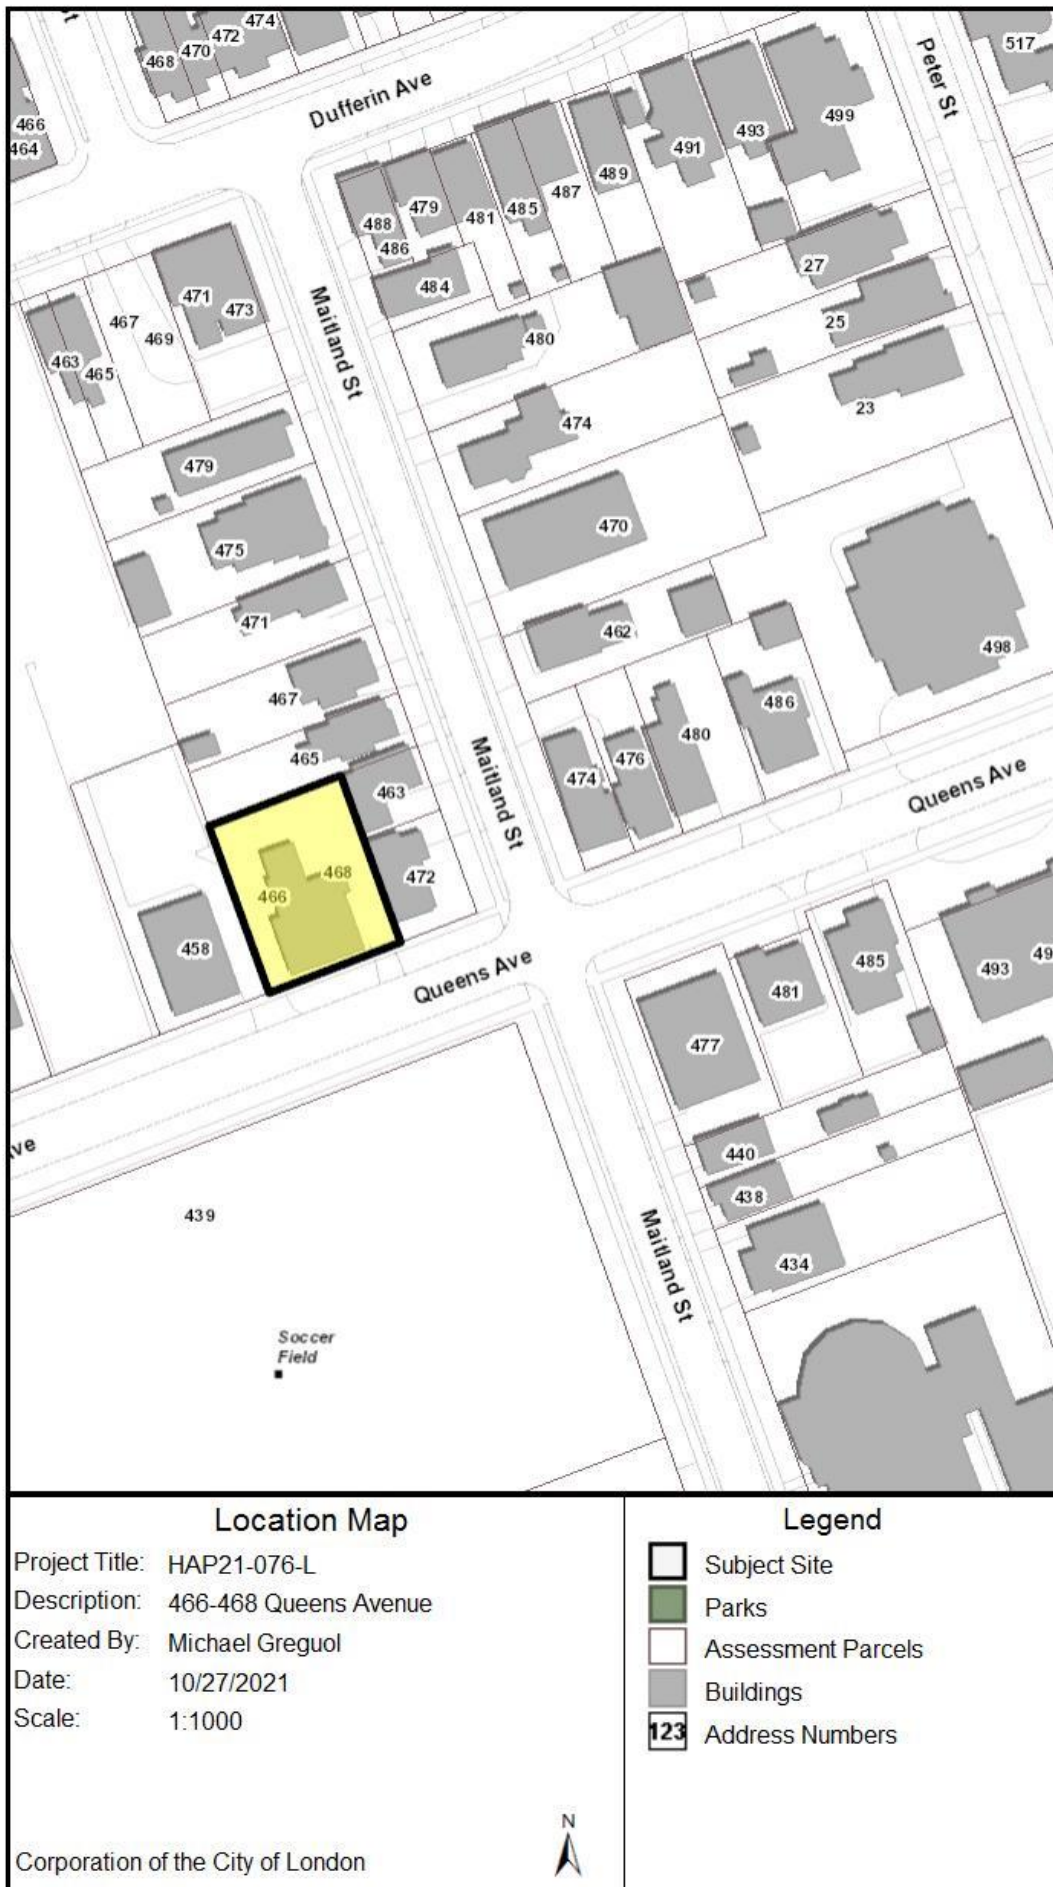 St
474
472
470
468
517
Peter St
Dufferin Ave
466
464
499
493
491
489
487
485
481
479
488
486
484
27
25
23
480
471
473
467
469
463
465
Maitland St
474
479
470
475
471
462
498
467
486
465
480
476
474
463
Maitland St
Queens Ave
468
466
472
458
Queens Ave
485
481
493
49
477
440
438
ve
439
Maitland St
434
Soccer
Field
Location Map
Project Title: HAP21-076-L
Description: 466-468 Queens Avenue
Created By: Michael Greguol
Date: 10/27/2021
Scale: 1:1000
Corporation of the City of London
N
Legend
Subject Site
Parks
Assessment Parcels
Buildings
123 Address Numbers